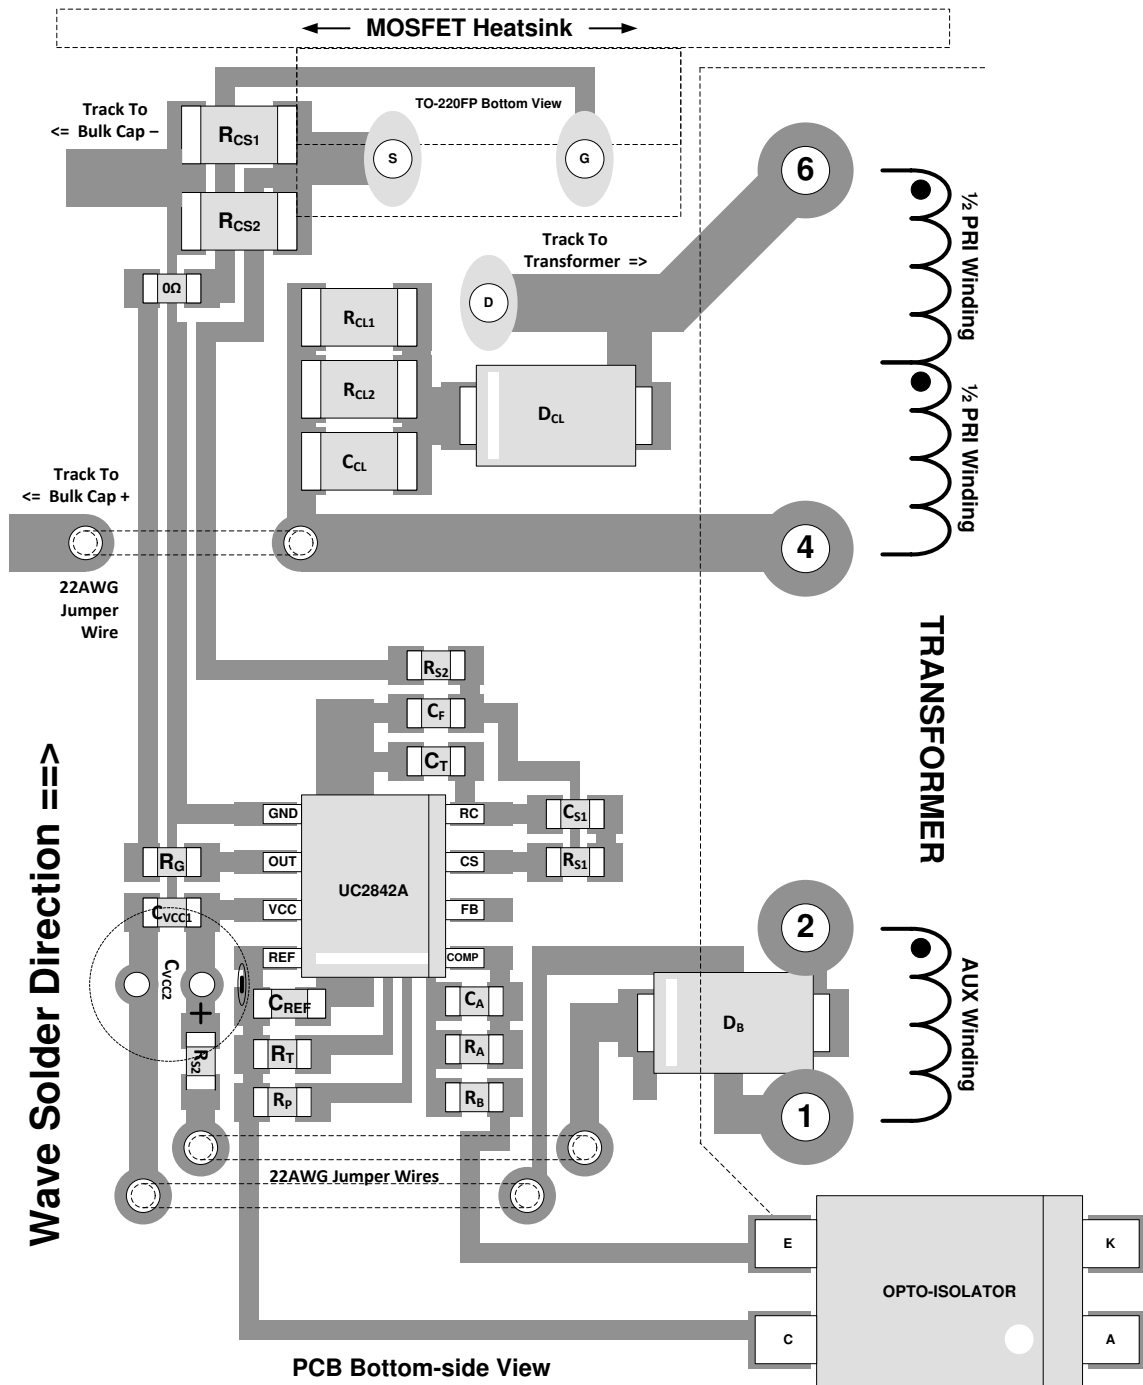 MOSFET Heatsink
TO-220FP Bottom View
Track To
<= Bulk Cap –
RCS1
S
G
6
RCS2
½ PRI Winding
Track To
Transformer =>
0Ω
D
RCL1
RCL2
DCL
½ PRI Winding
CCL
Track To
<= Bulk Cap +
4
22AWG
Jumper
Wire
TRANSFORMER
RS2
CF
CT
GND
RC
CS1
OUT
CS
RS1
RG
UC2842A
VCC
FB
CVCC1
2
REF
COMP
CVCC2
+
CREF
CA
DB
AUX Winding
RS2
RT
RA
RP
RB
1
Wave Solder Direction ==>
22AWG Jumper Wires
E
K
OPTO-ISOLATOR
C
A
PCB Bottom-side View